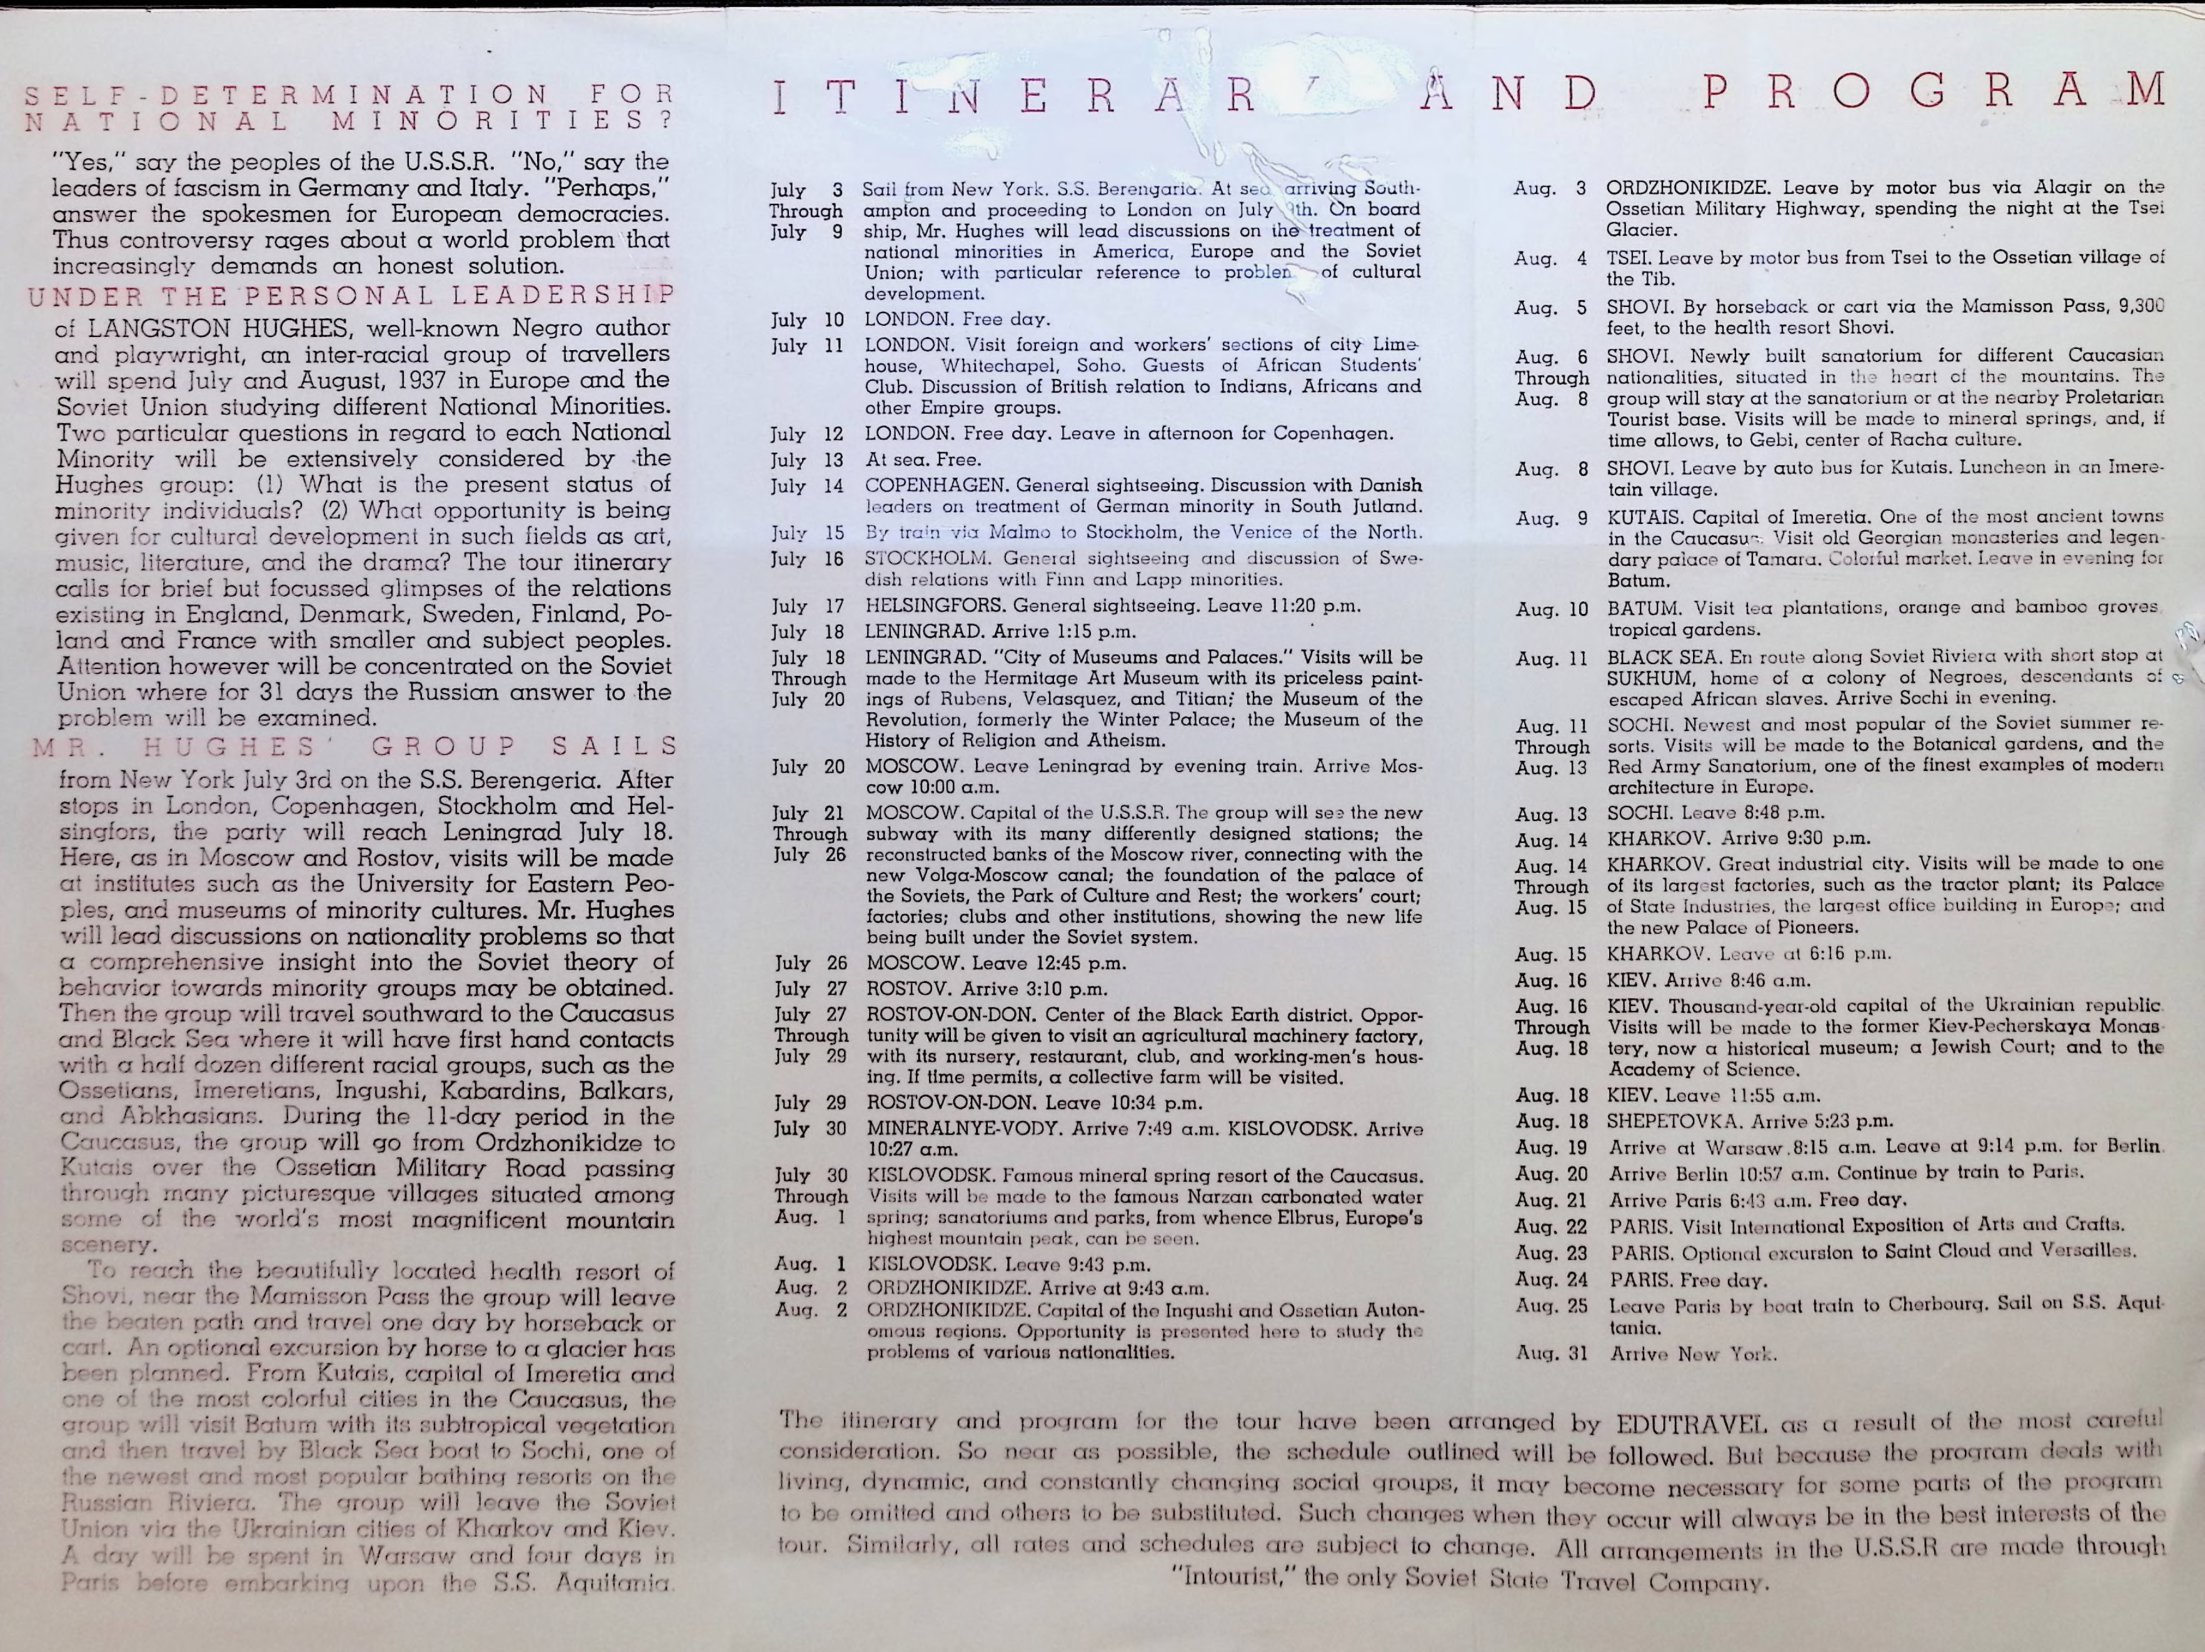 SELF-DETERMINATION FOR
NATIONAL MINORITIES?
"Yes," say the peoples of the U.S.S.R. "No," say the
leaders of fascism in Germany and Italy. "Perhaps,"
answer the spokesmen for European democracies.
Thus controversy rages about a world problem that
increasingly demands an honest solution.
UNDER THE PERSONAL LEADERSHIP
of LANGSTON HUGHES, well-known Negro author
and playwright, an inter-racial group of travellers
will spend July and August, 1937 in Europe and the
Soviet Union studying different National Minorities.
Two particular questions in regard to each National
Minority will be extensively considered by the
Hughes group: (1) What is the present status of
minority individuals? (2) What opportunity is being
given for cultural development in such fields as art,
music, literature, and the drama? The tour itinerary
calls for brief but focussed glimpses of the relations
existing in England, Denmark, Sweden, Finland, Po-
land and France with smaller and subject peoples.
Attention however will be concentrated on the Soviet
Union where for 31 days the Russian answer to the
problem will be examined.
MR. HUGHES' GROUP SAILS
from New York July 3rd on the S.S. Berengeria. After
stops in London, Copenhagen, Stockholm and Hel-
singfors, the party will reach Leningrad July 18.
Here, as in Moscow and Rostov, visits will be made
at institutes such as the University for Eastern Peo-
ples, and museums of minority cultures. Mr. Hughes
will lead discussions on nationality problems so that
a comprehensive insight into the Soviet theory of
behavior towards minority groups may be obtained.
Then the group will travel southward to the Caucasus
and Black Sea where it will have first hand contacts
with a half dozen different racial groups, such as the
Ossetians, Imeretians, Ingushi, Kabardins, Balkars,
and Abkhasians. During the 11-day period in the
Caucasus, the group will go from Ordzhonikidze to
Kutais over the Ossetian Military Road passing
through many picturesque villages situated among
some of the world's most magnificent mountain
scenery.
To reach the beautifully located health resort of
Shovi, near the Mamisson Pass the group will leave
the beaten path and travel one day by horseback or
cart. An optional excursion by horse to a glacier has
been planned. From Kutais, capital of Imeretia and
one of the most colorful cities in the Caucasus, the
group will visit Batum with its subtropical vegetation
and then travel by Black Sea boat to Sochi, one of
the newest and most popular bathing resorts on the
Russian Riviera. The group will leave the Soviet
Union via the Ukrainian cities of Kharkov and Kiev.
A day will be spent in Warsaw and four days in
Paris before embarking upon the S.S. Aquitania.
ITINERARY AND PROGRAM
July 3 Sail from New York. S.S. Berengaria. At sea arriving South-
Through ampton and proceeding to London on July 9th. On board
July 9 ship, Mr. Hughes will lead discussions on the treatment of
national minorities in America, Europe and the Soviet
Union; with particular reference to problem of cultural
development.
July 10 LONDON. Free day.
July 11 LONDON. Visit foreign and workers' sections of city Lime-
house, Whitechapel, Soho. Guests of African Students'
Club. Discussion of British relation to Indians, Africans and
other Empire groups.
July 12 LONDON. Free day. Leave in afternoon for Copenhagen.
July 13 At sea. Free.
July 14 COPENHAGEN. General sightseeing. Discussion with Danish
leaders on treatment of German minority in South Jutland.
July 15 By train via Malmo to Stockholm, the Venice of the North.
July 16 STOCKHOLM. General sightseeing and discussion of Swe-
dish relations with Finn and Lapp minorities.
July 17 HELSINGFORS. General sightseeing. Leave 11:20 p.m.
July 18 LENINGRAD. Arrive 1:15 p.m.
July 18 LENINGRAD. "City of Museums and Palaces." Visits will be
Through made to the Hermitage Art Museum with its priceless paint-
July 20 ings of Rubens, Velasquez, and Titian; the Museum of the
Revolution, formerly the Winter Palace; the Museum of the
History of Religion and Atheism.
July 20 MOSCOW. Leave Leningrad by evening train. Arrive Mos-
cow 10:00 a.m.
July 21 MOSCOW. Capital of the U.S.S.R. The group will see the new
Through subway with its many differently designed stations; the
July 26 reconstructed banks of the Moscow river, connecting with the
new Volga-Moscow canal; the foundation of the palace of
the Soviets, the Park of Culture and Rest; the workers' court;
factories; clubs and other institutions, showing the new life
being built under the Soviet system.
July 26 MOSCOW. Leave 12:45 p.m.
July 27 ROSTOV. Arrive 3:10 p.m.
July 27 ROSTOV-ON-DON. Center of the Black Earth district. Oppor-
Through tunity will be given to visit an agricultural machinery factory,
July 29 with its nursery, restaurant, club, and working-men's hous-
ing. If time permits, a collective farm will be visited.
July 29 ROSTOV-ON-DON. Leave 10:34 p.m.
July 30 MINERALNYE-VODY. Arrive 7:49 a.m. KISLOVODSK. Arrive
10:27 a.m.
July 30 KISLOVODSK. Famous mineral spring resort of the Caucasus.
Through Visits will be made to the famous Narzan carbonated water
Aug. 1 spring; sanatoriums and parks, from whence Elbrus, Europe's
highest mountain peak, can be seen.
Aug. 1 KISLOVODSK. Leave 9:43 p.m.
Aug. 2 ORDZHONIKIDZE. Arrive at 9:43 a.m.
Aug. 2 ORDZHONIKIDZE. Capital of the Ingushi and Ossetian Auton-
omous regions. Opportunity is presented here to study the
problems of various nationalities.
Aug. 3 ORDZHONIKIDZE. Leave by motor bus via Alagir on the
Ossetian Military Highway, spending the night at the Tsei
Glacier.
Aug. 4 TSEI. Leave by motor bus from Tsei to the Ossetian village of
the Tib.
Aug. 5 SHOVI. By horseback or cart via the Mamisson Pass, 9,300
feet, to the health resort Shovi.
Aug. 6 SHOVI. Newly built sanatorium for different Caucasian
Through nationalities, situated in the heart of the mountains. The
Aug. 8 group will stay at the sanatorium or at the nearby Proletarian
Tourist base. Visits will be made to mineral springs, and, if
time allows, to Gebi, center of Racha culture.
Aug. 8 SHOVI. Leave by auto bus for Kutais. Luncheon in an Imere-
tain village.
Aug. 9 KUTAIS. Capital of Imeretia. One of the most ancient towns
in the Caucasus. Visit old Georgian monasteries and legen-
dary palace of Tamara. Colorful market. Leave in evening for
Batum.
Aug. 10 BATUM. Visit tea plantations, orange and bamboo groves
tropical gardens.
Aug. 11 BLACK SEA. En route along Soviet Riviera with short stop at
SUKHUM, home of a colony of Negroes, descendants of
escaped African slaves. Arrive Sochi in evening.
Aug. 11 SOCHI. Newest and most popular of the Soviet summer re-
Through sorts. Visits will be made to the Botanical gardens, and the
Aug. 13 Red Army Sanatorium, one of the finest examples of modern
architecture in Europe.
Aug. 13 SOCHI. Leave 8:48 p.m.
Aug. 14 KHARKOV. Arrive 9:30 p.m.
Aug. 14 KHARKOV. Great industrial city. Visits will be made to one
Through of its largest factories, such as the tractor plant; its Palace
Aug. 15 of State Industries, the largest office building in Europe; and
the new Palace of Pioneers.
Aug. 15 KHARKOV. Leave at 6:16 p.m.
Aug. 16 KIEV. Arrive 8:46 a.m.
Aug. 16 KIEV. Thousand-year-old capital of the Ukrainian republic.
Through Visits will be made to the former Kiev-Pecherskaya Monas-
Aug. 18 tery, now a historical museum; a Jewish Court; and to the
Academy of Science.
Aug. 18 KIEV. Leave 11:55 a.m.
Aug. 18 SHEPETOVKA. Arrive 5:23 p.m.
Aug. 19 Arrive at Warsaw 8:15 a.m. Leave at 9:14 p.m. for Berlin.
Aug. 20 Arrive Berlin 10:57 a.m. Continue by train to Paris.
Aug. 21 Arrive Paris 6:43 a.m. Free day.
Aug. 22 PARIS. Visit International Exposition of Arts and Crafts.
Aug. 23 PARIS. Optional excursion to Saint Cloud and Versailles.
Aug. 24 PARIS. Free day.
Aug. 25 Leave Paris by boat train to Cherbourg. Sail on S.S. Aqui-
tania.
Aug. 31 Arrive New York.
The itinerary and program for the tour have been arranged by EDUTRAVEL as a result of the most careful
consideration. So near as possible, the schedule outlined will be followed. But because the program deals with
living, dynamic, and constantly changing social groups, it may become necessary for some parts of the program
to be omitted and others to be substituted. Such changes when they occur will always be in the best interests of the
tour. Similarly, all rates and schedules are subject to change. All arrangements in the U.S.S.R are made through
"Intourist," the only Soviet State Travel Company.